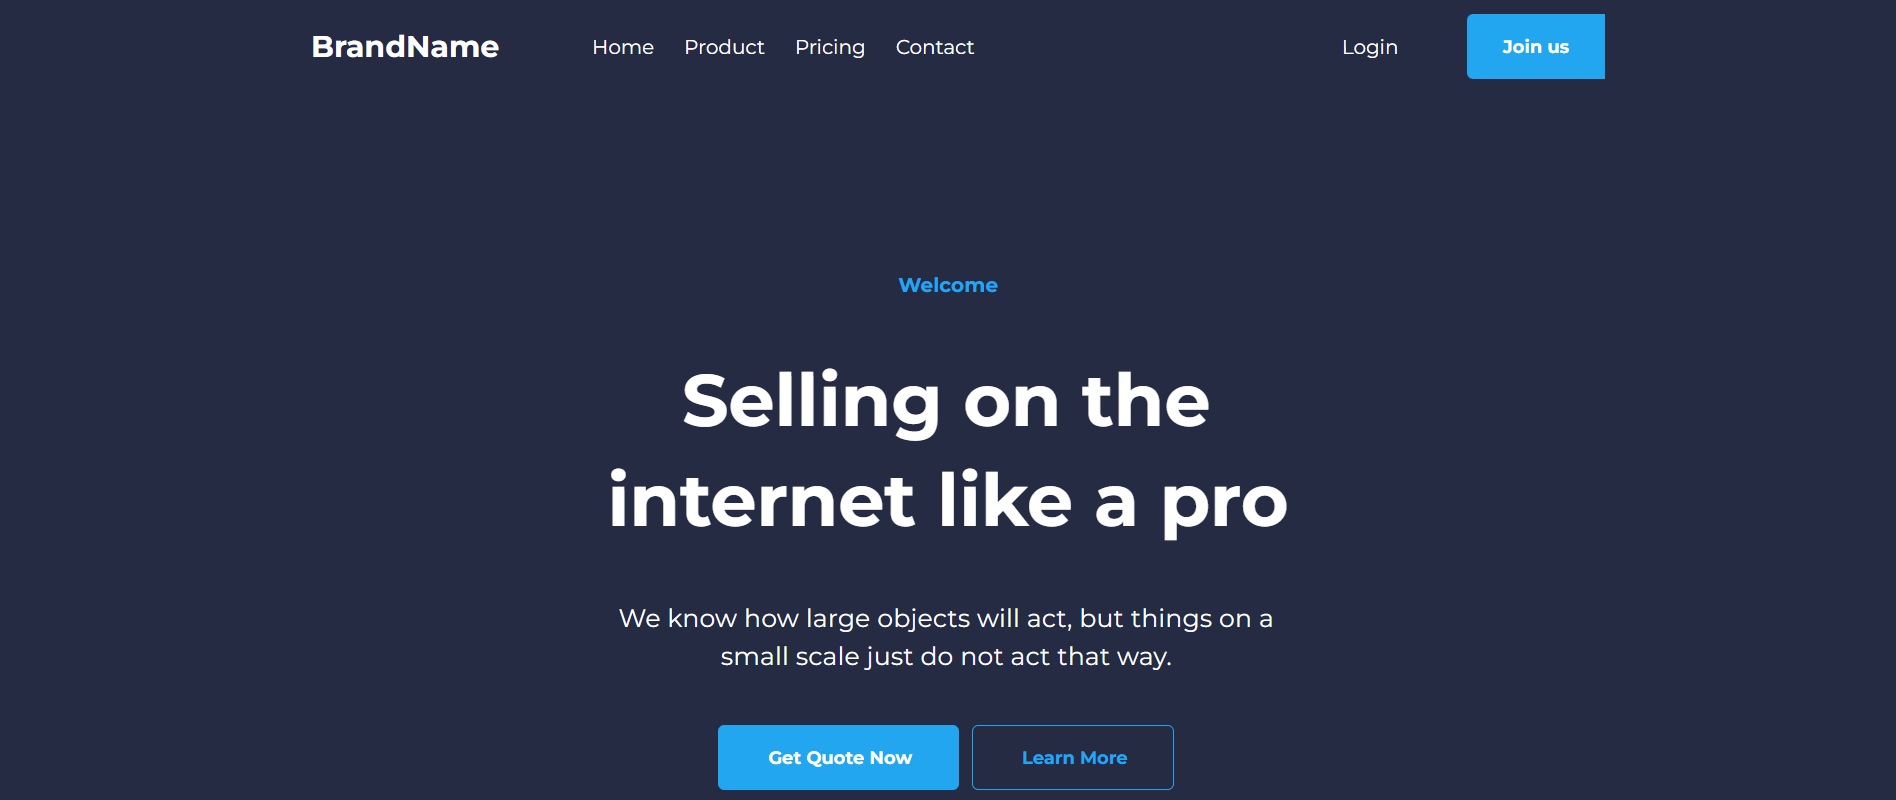 BrandName Home Product Pricing Contact Login Join us
Welcome
Selling on the
internet like a pro
We know how large objects will act, but things on a
small scale just do not act that way.
Get Quote Now Learn More